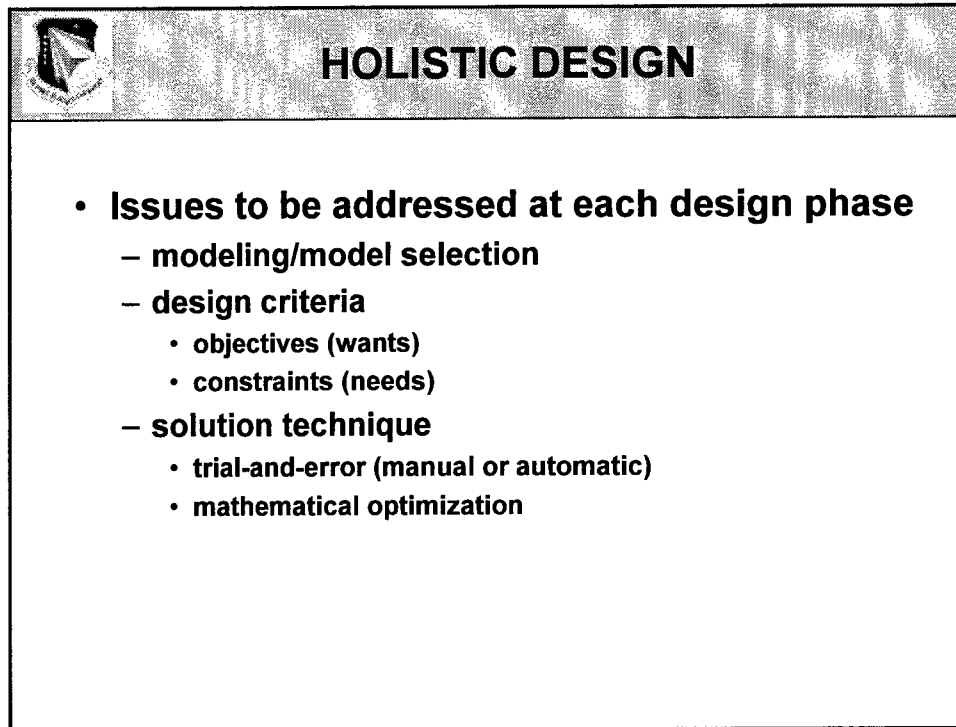 HOLISTIC DESIGN
• Issues to be addressed at each design phase
– modeling/model selection
– design criteria
• objectives (wants)
• constraints (needs)
– solution technique
• trial-and-error (manual or automatic)
• mathematical optimization